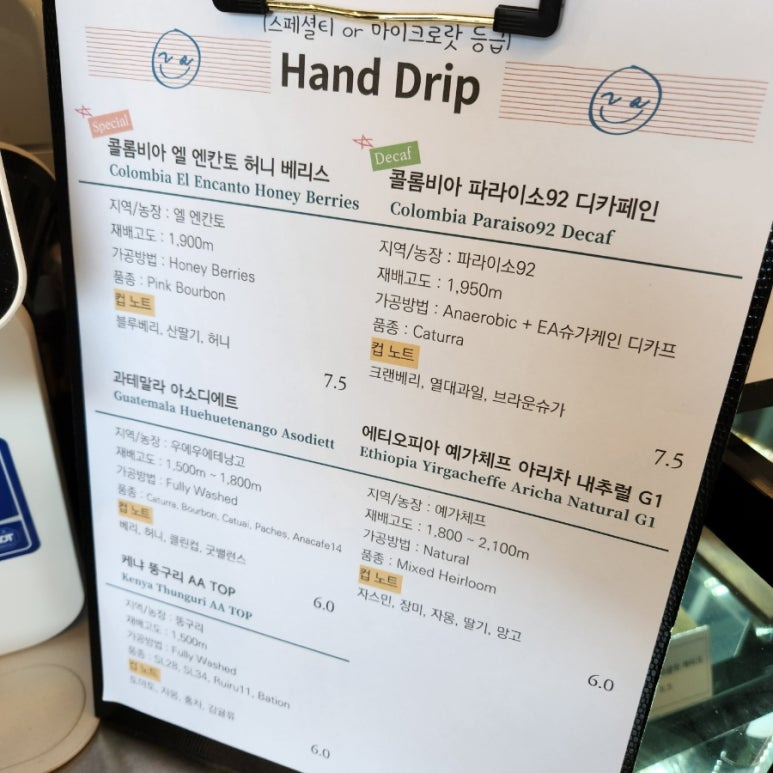 (스페셜티 or 마이크로랏 등급)
Hand Drip
Special
콜롬비아 엘 엔칸토 허니 베리스
Colombia El Encanto Honey Berries
지역/농장 : 엘 엔칸토
재배고도 : 1,900m
가공방법 : Honey Berries
품종 : Pink Bourbon
컵 노트
블루베리, 산딸기, 허니
7.5
Decaf
콜롬비아 파라이소92 디카페인
Colombia Paraiso92 Decaf
지역/농장 : 파라이소92
재배고도 : 1,950m
가공방법 : Anaerobic + EA슈가케인 디카프
품종 : Caturra
컵 노트
크랜베리, 열대과일, 브라운슈가
7.5
과테말라 아소디에트
Guatemala Huehuetenango Asodiett
지역/농장 : 우에우에테낭고
재배고도 : 1,500m ~ 1,800m
가공방법 : Fully Washed
품종 : Caturra, Bourbon, Catuai, Paches, Anacafe14
컵 노트
베리, 허니, 클린컵, 굿밸런스
6.0
에티오피아 예가체프 아리차 내추럴 G1
Ethiopia Yirgacheffe Aricha Natural G1
지역/농장 : 예가체프
재배고도 : 1,800 ~ 2,100m
가공방법 : Natural
품종 : Mixed Heirloom
컵 노트
자스민, 장미, 자몽, 딸기, 망고
6.0
케냐 뚱구리 AA TOP
Kenya Thunguri AA TOP
지역/농장 : 뚱구리
재배고도 : 1,500m
가공방법 : Fully Washed
품종 : SL28, SL34, Ruiru11, Bation
컵 노트
토마토, 자몽, 홍차, 감귤류
6.0